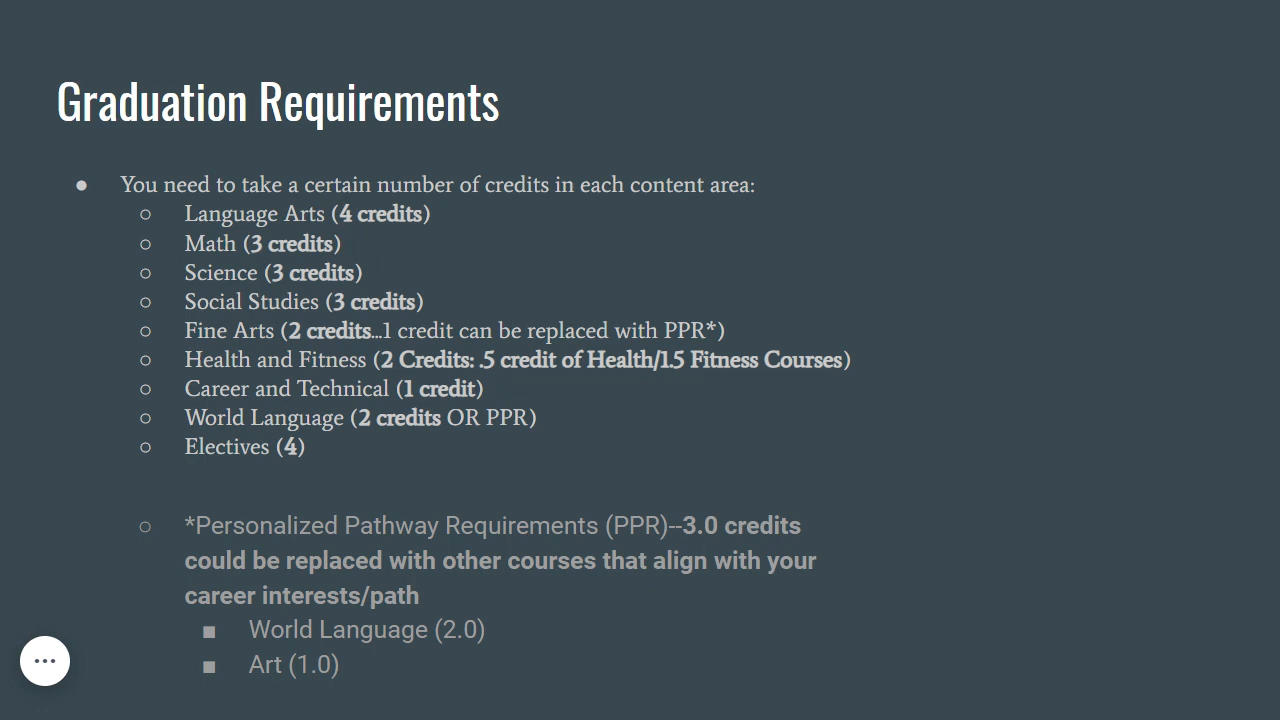 Graduation Requirements
● You need to take a certain number of credits in each content area:
○ Language Arts (4 credits)
○ Math (3 credits)
○ Science (3 credits)
○ Social Studies (3 credits)
○ Fine Arts (2 credits...1 credit can be replaced with PPR*)
○ Health and Fitness (2 Credits: .5 credit of Health/1.5 Fitness Courses)
○ Career and Technical (1 credit)
○ World Language (2 credits OR PPR)
○ Electives (4)
○ *Personalized Pathway Requirements (PPR)--3.0 credits
could be replaced with other courses that align with your
career interests/path
■ World Language (2.0)
■ Art (1.0)